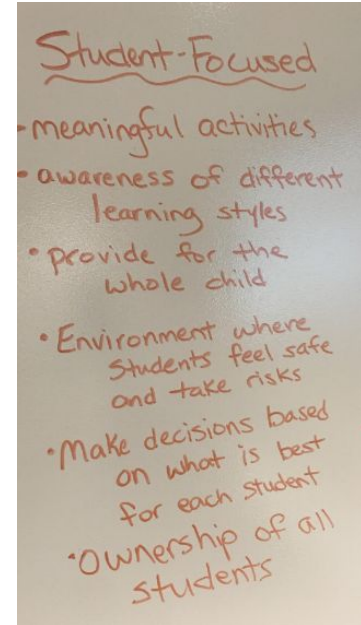 Student-Focused
- meaningful activities
• awareness of different
learning styles
• provide for the
whole child
• Environment where
Students feel safe
and take risks
• Make decisions based
on what is best
for each student
• Ownership of all
students